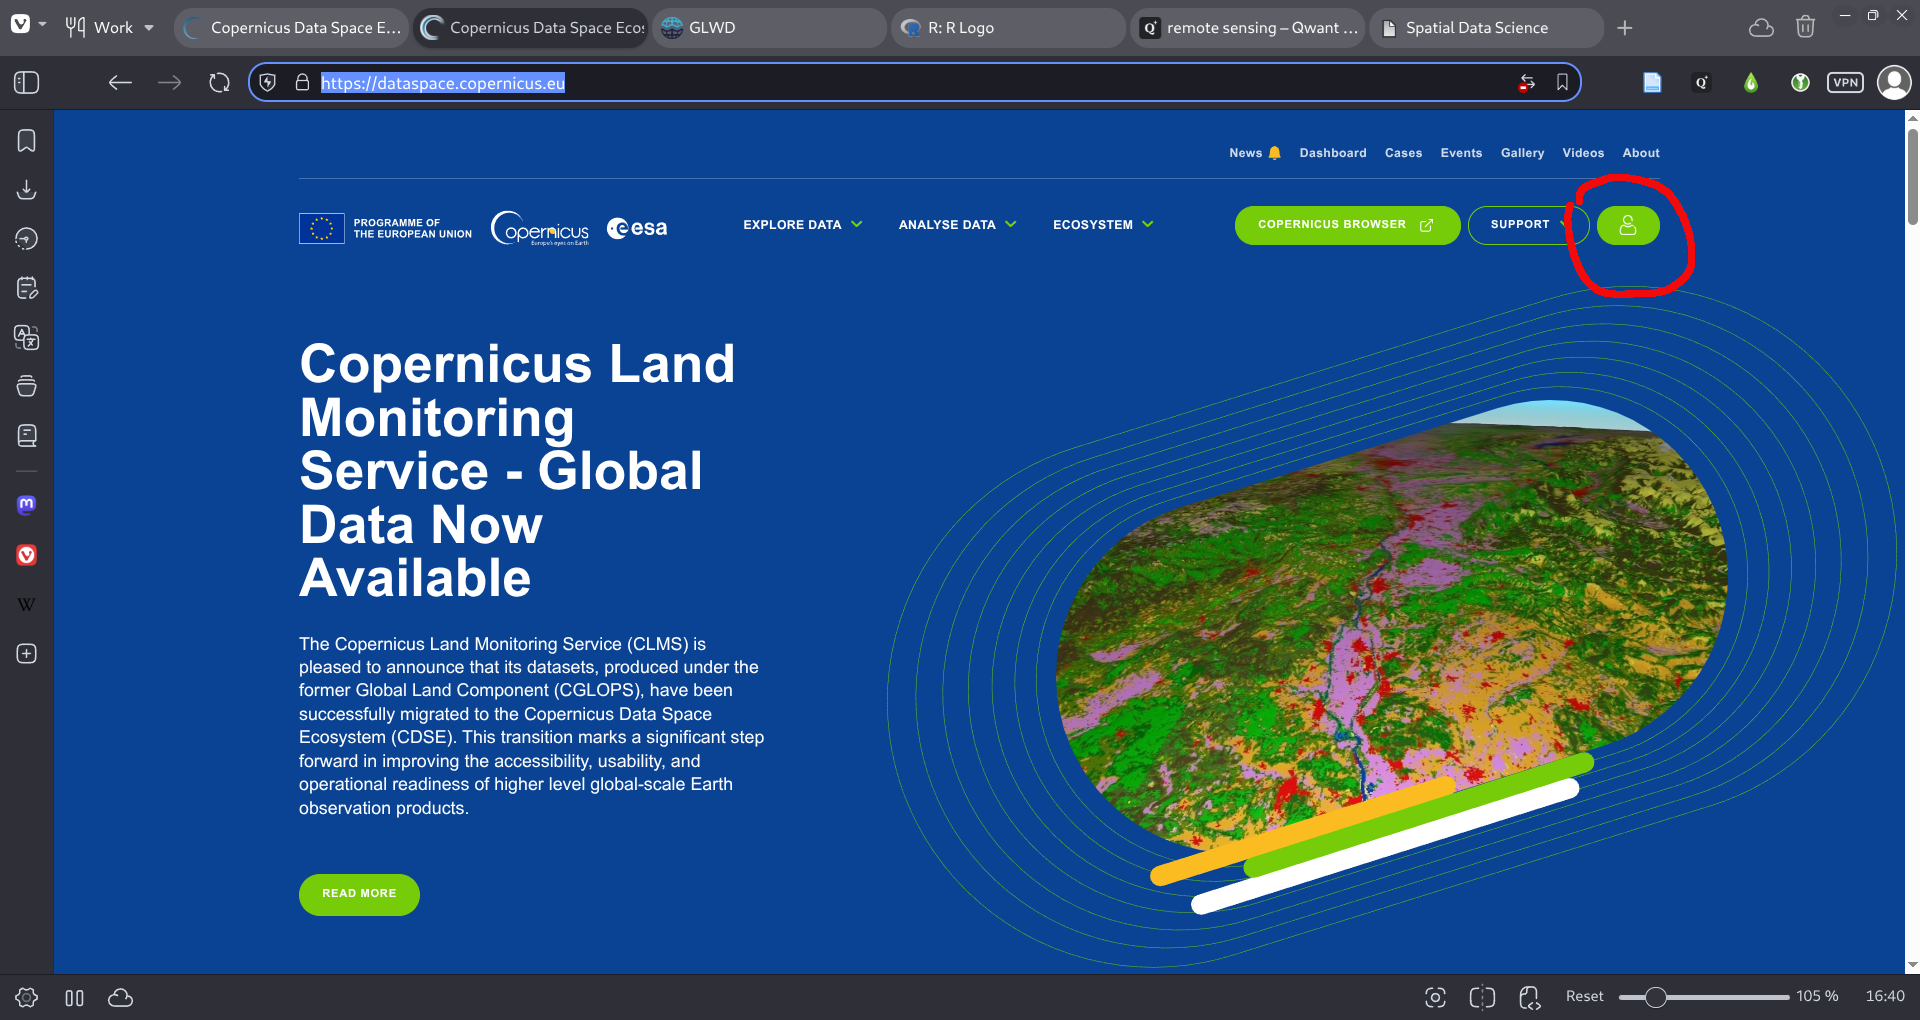 Work
Copernicus Data Space E...
Copernicus Data Space Ecos
GLWD
R: R Logo
remote sensing – Qwant ...
Spatial Data Science
https://dataspace.copernicus.eu
VPN
News
Dashboard
Cases
Events
Gallery
Videos
About
PROGRAMME OF
THE EUROPEAN UNION
opernicus
Europe's eyes on Earth
esa
EXPLORE DATA
ANALYSE DATA
ECOSYSTEM
COPERNICUS BROWSER
SUPPORT
Copernicus Land
Monitoring
Service - Global
Data Now
Available
The Copernicus Land Monitoring Service (CLMS) is
pleased to announce that its datasets, produced under the
former Global Land Component (CGLOPS), have been
successfully migrated to the Copernicus Data Space
Ecosystem (CDSE). This transition marks a significant step
forward in improving the accessibility, usability, and
operational readiness of higher level global-scale Earth
observation products.
READ MORE
W
Reset
105 %
16:40